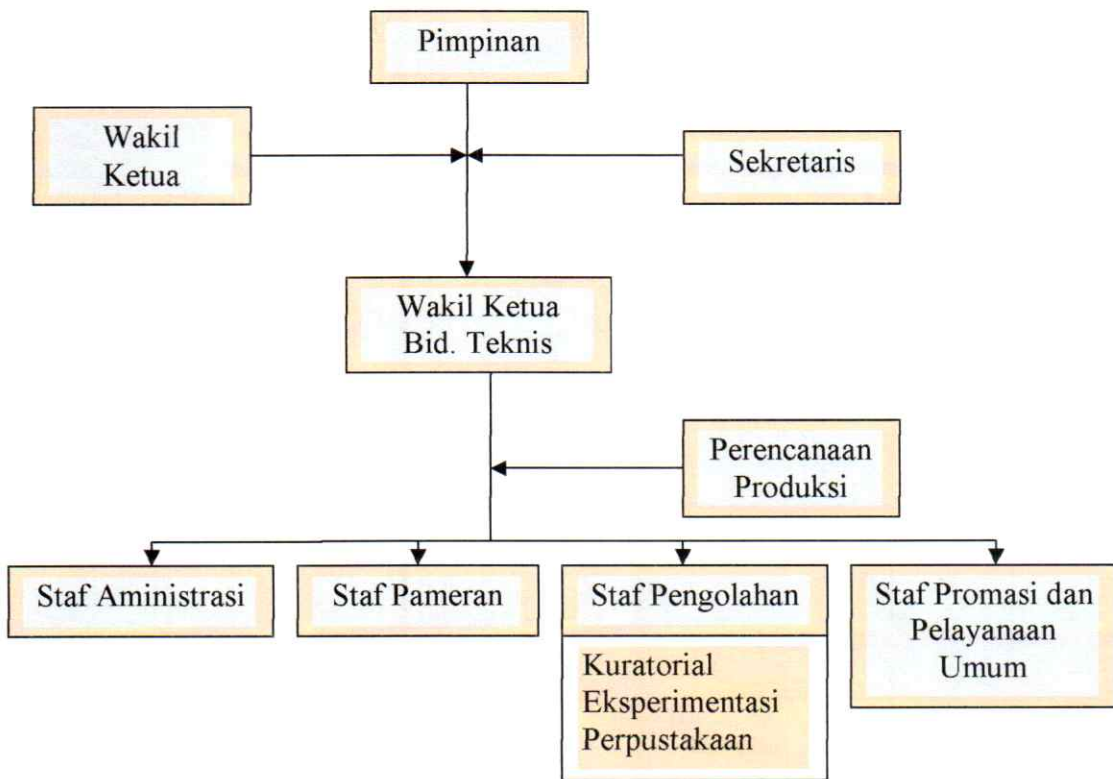 Pimpinan
Wakil
Ketua
Sekretaris
Wakil Ketua
Bid. Teknis
Perencanaan
Produksi
Staf Aministrasi
Staf Pameran
Staf Pengolahan
Kuratorial
Eksperimentasi
Perpustakaan
Staf Promasi dan
Pelayanaan
Umum